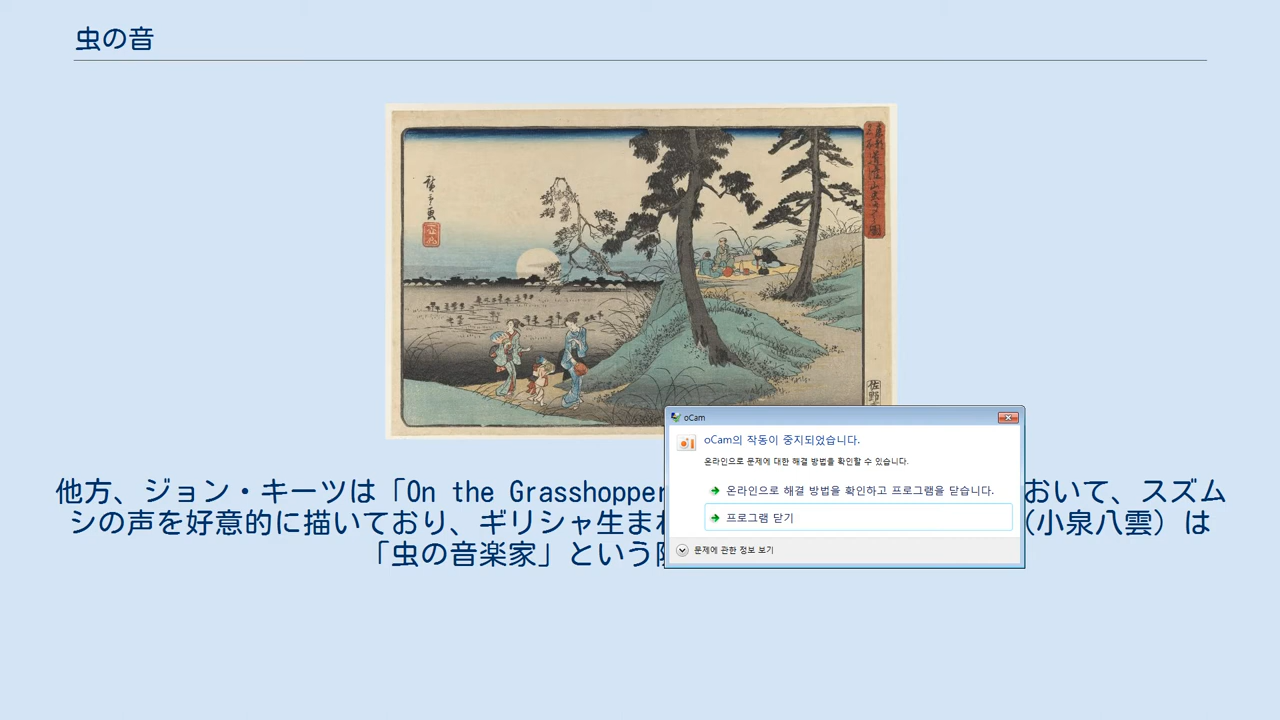 虫の音
廣重画
佐野
他方、ジョン・キーツは「On the Grasshopper
おいて、スズム
シの声を好意的に描いており、ギリシャ生まれ
（小泉八雲）は
「虫の音楽家」という
oCam
oCam의 작동이 중지되었습니다.
온라인으로 문제에 대한 해결 방법을 확인할 수 있습니다.
온라인으로 해결 방법을 확인하고 프로그램을 닫습니다.
프로그램 닫기
문제에 관한 정보 보기